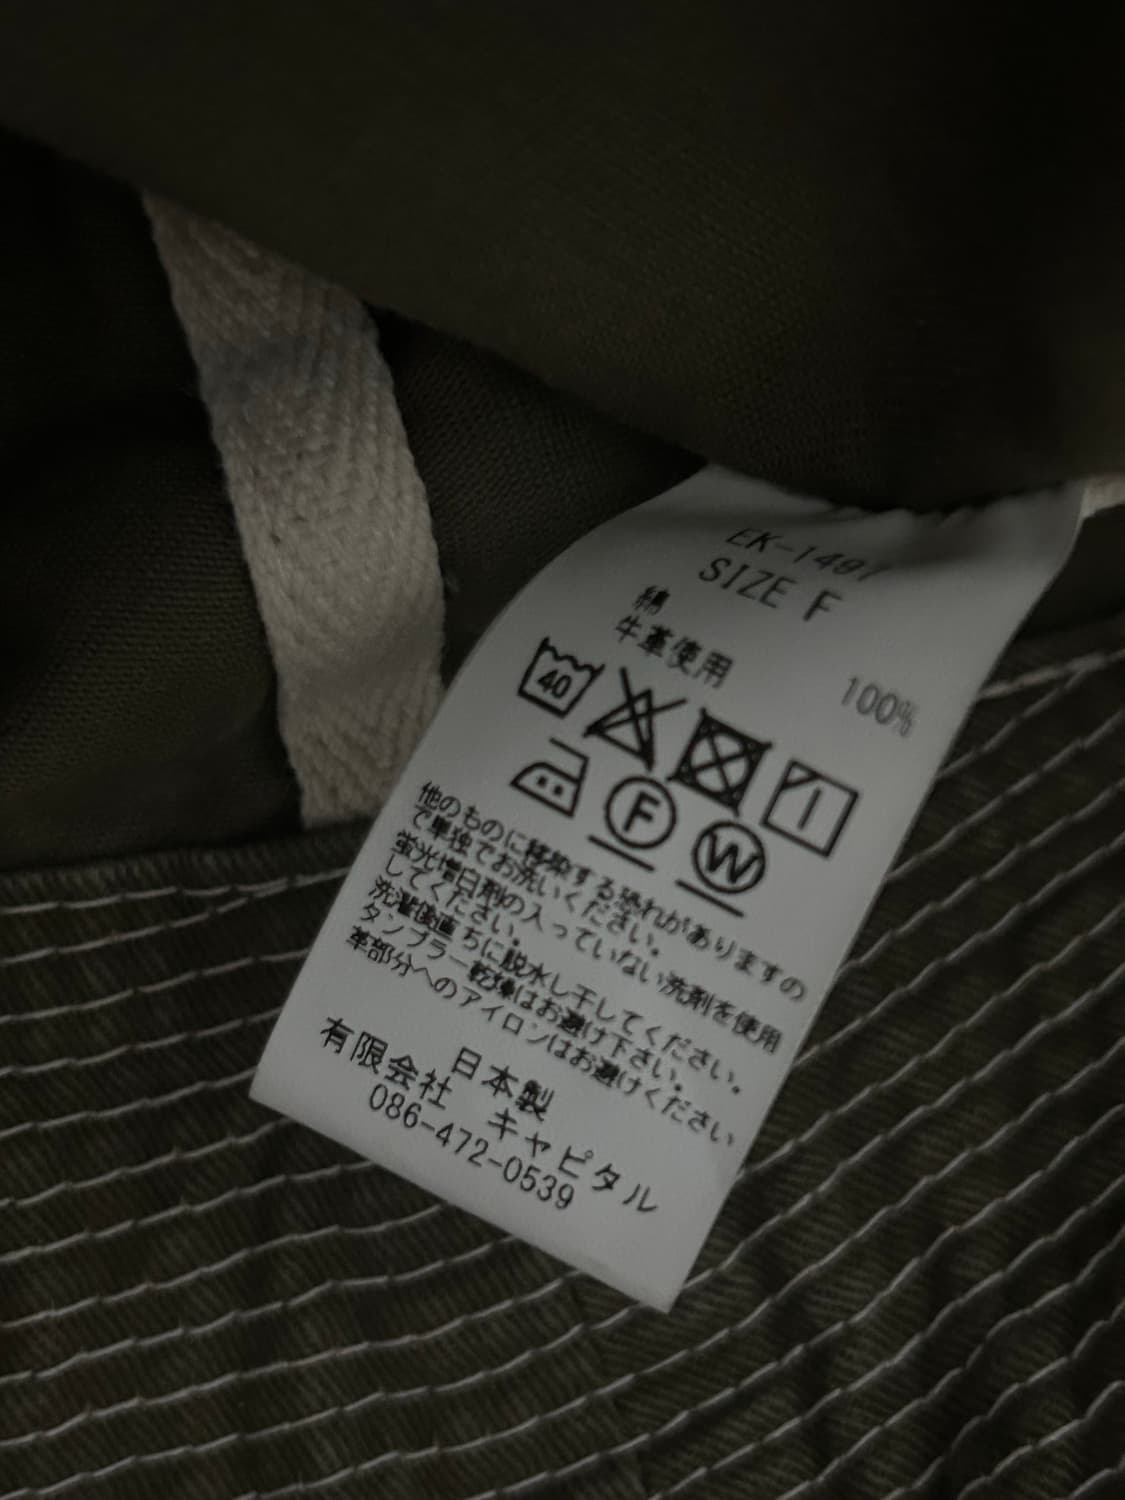 SIZE F
綿 100%
牛革使用
40
F W
他のものに移染する恐れがありますの
で単独でお洗いください。
蛍光増白剤の入っていない洗剤を使用
してください。
洗濯後直ちに脱水し干してください。
タンブラー乾燥はお避け下さい。
革部分へのアイロンはお避けください
日本製
有限会社 キャピタル
086-472-0539